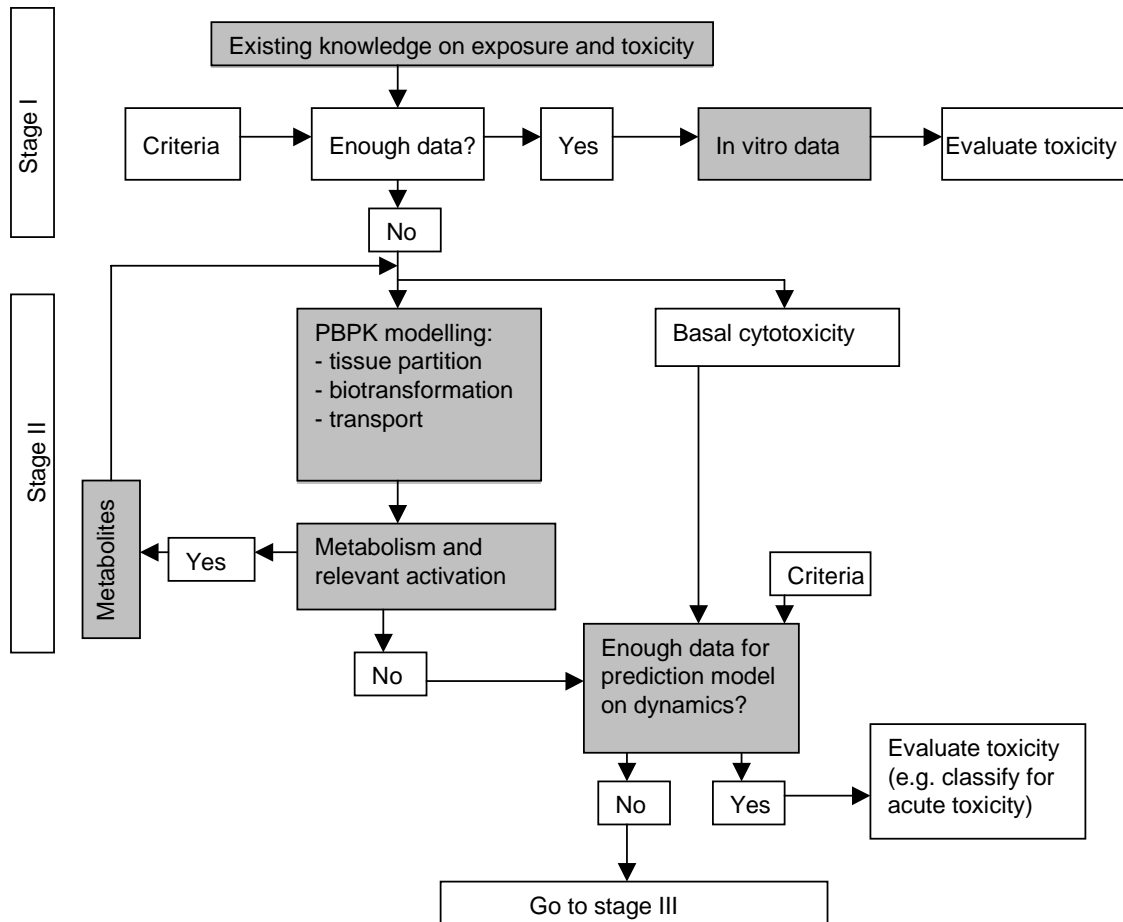 Stage I
Existing knowledge on exposure and toxicity
Criteria
Enough data?
Yes
In vitro data
Evaluate toxicity
No
Stage II
PBPK modelling:
- tissue partition
- biotransformation
- transport
Basal cytotoxicity
Metabolites
Yes
Metabolism and
relevant activation
Criteria
No
Enough data for
prediction model
on dynamics?
No
Yes
Evaluate toxicity
(e.g. classify for
acute toxicity)
Go to stage III